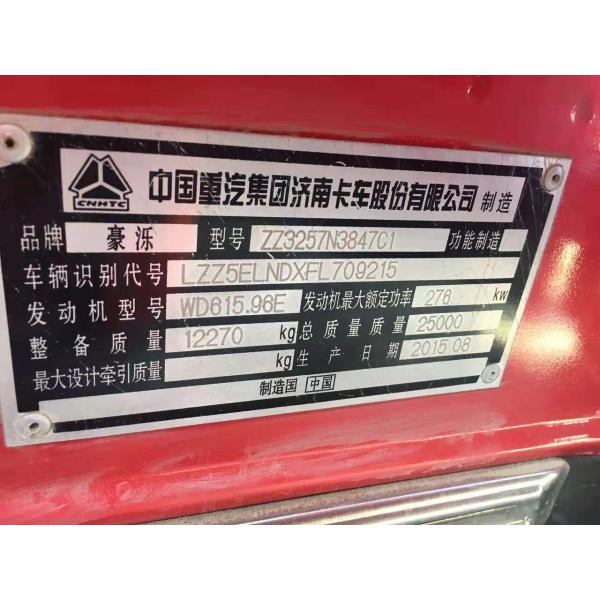 CNHTC 中国重汽集团济南卡车股份有限公司 制造
品牌 豪泺 型号 ZZ3257N3847C1 功能制造
车辆识别代号 LZZ5ELNDXFL709215
发动机型号 WD615.96E 发动机最大额定功率 276 kw
整备质量 12270 kg 总质量质量 25000
最大设计牵引质量 kg 生产日期 2015 08
制造国 中国